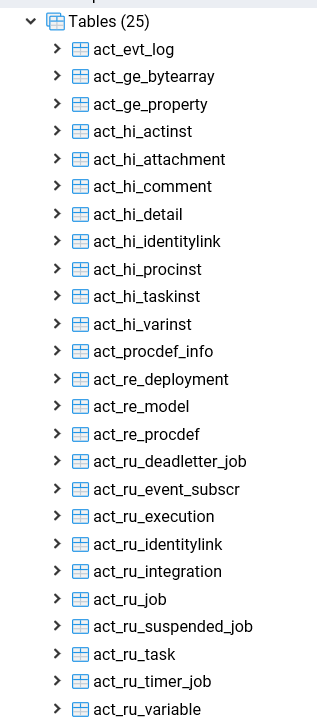 Tables (25)
act_evt_log
act_ge_bytearray
act_ge_property
act_hi_actinst
act_hi_attachment
act_hi_comment
act_hi_detail
act_hi_identitylink
act_hi_procinst
act_hi_taskinst
act_hi_varinst
act_procdef_info
act_re_deployment
act_re_model
act_re_procdef
act_ru_deadletter_job
act_ru_event_subscr
act_ru_execution
act_ru_identitylink
act_ru_integration
act_ru_job
act_ru_suspended_job
act_ru_task
act_ru_timer_job
act_ru_variable